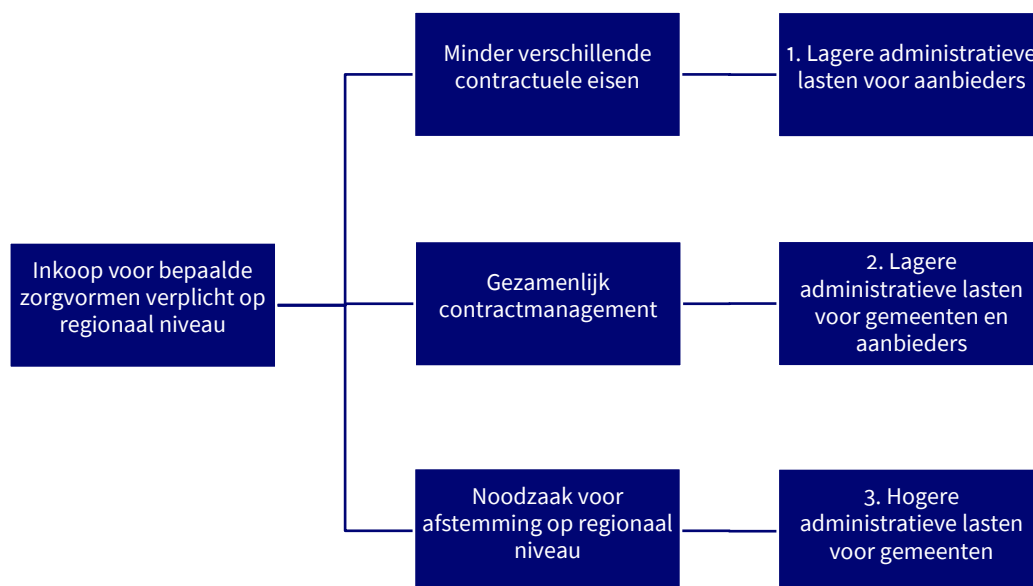 Minder verschillende
contractuele eisen
1. Lagere administratieve
lasten voor aanbieders
Inkoop voor bepaalde
zorgvormen verplicht op
regionaal niveau
Gezamenlijk
contractmanagement
2. Lagere
administratieve lasten
voor gemeenten en
aanbieders
Noodzaak voor
afstemming op regionaal
niveau
3. Hogere
administratieve lasten
voor gemeenten